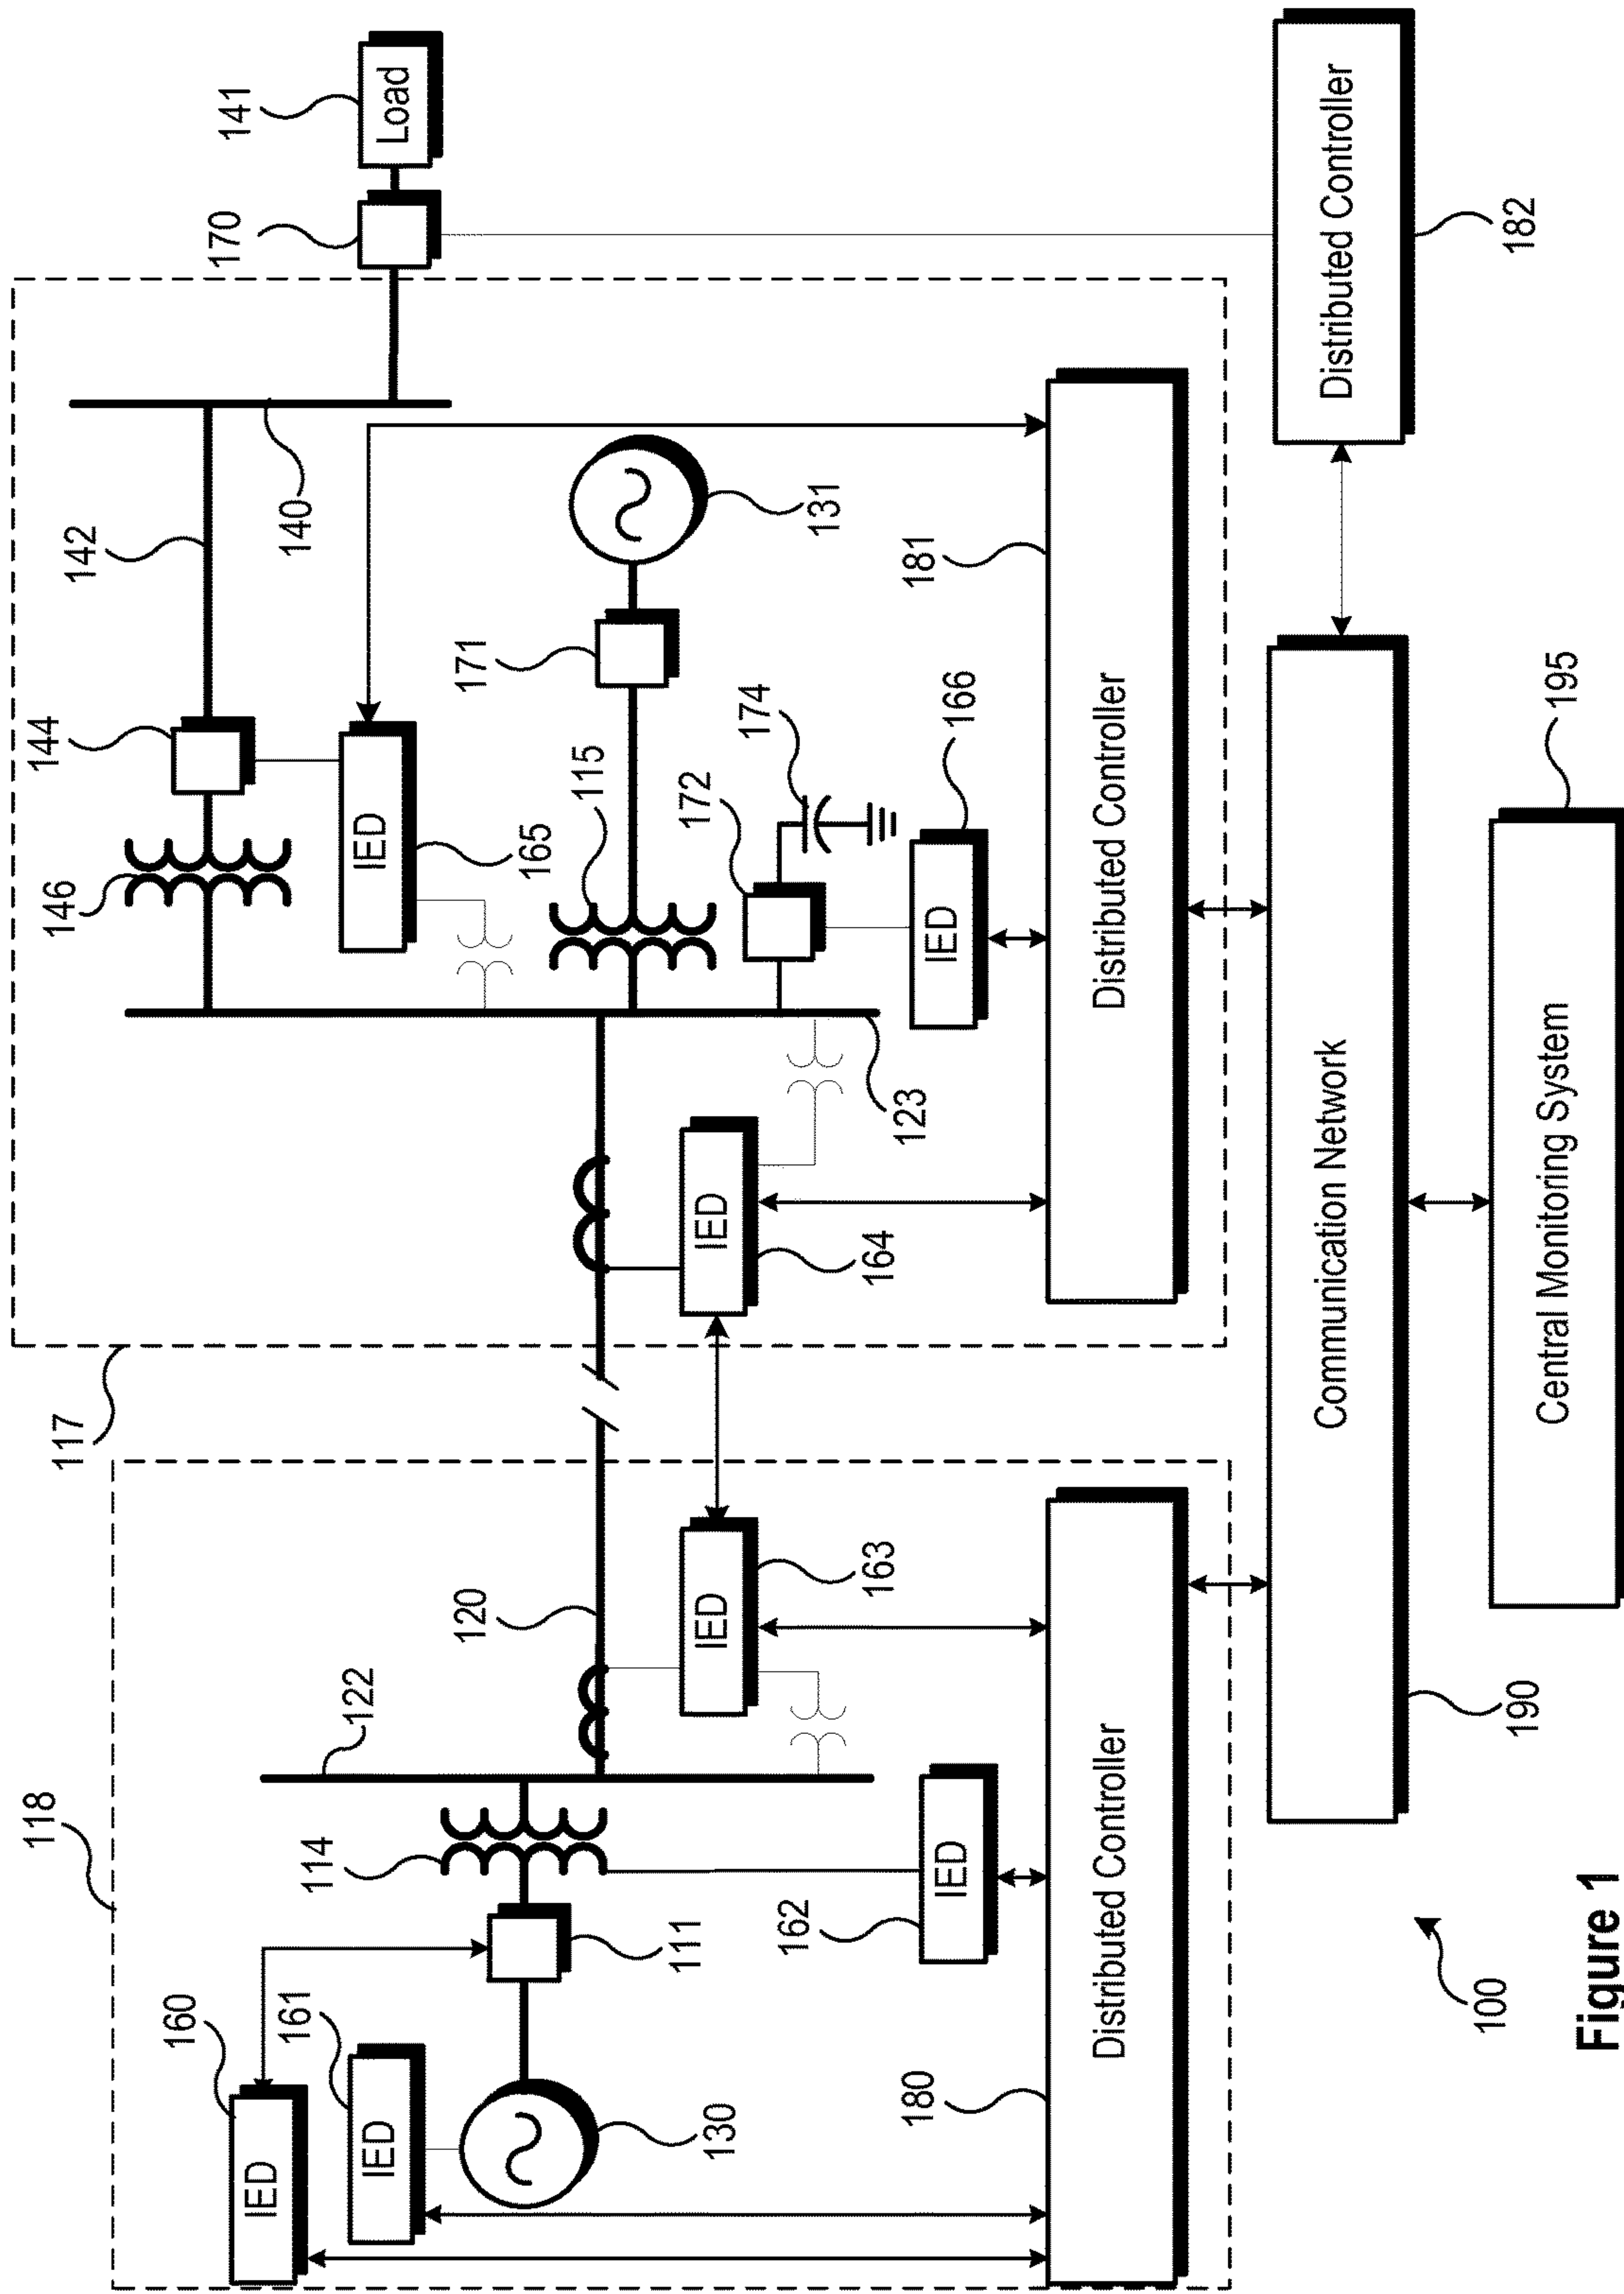 118
117
146
144
142
160
114
122
161
IED
165
140
170
141
IED
IED
Load
130
111
120
163
164
115
171
131
IED
IED
162
172
174
123
IED
IED
166
180
181
Distributed Controller
Distributed Controller
Communication Network
Distributed Controller
100
190
182
Central Monitoring System
195
Figure 1